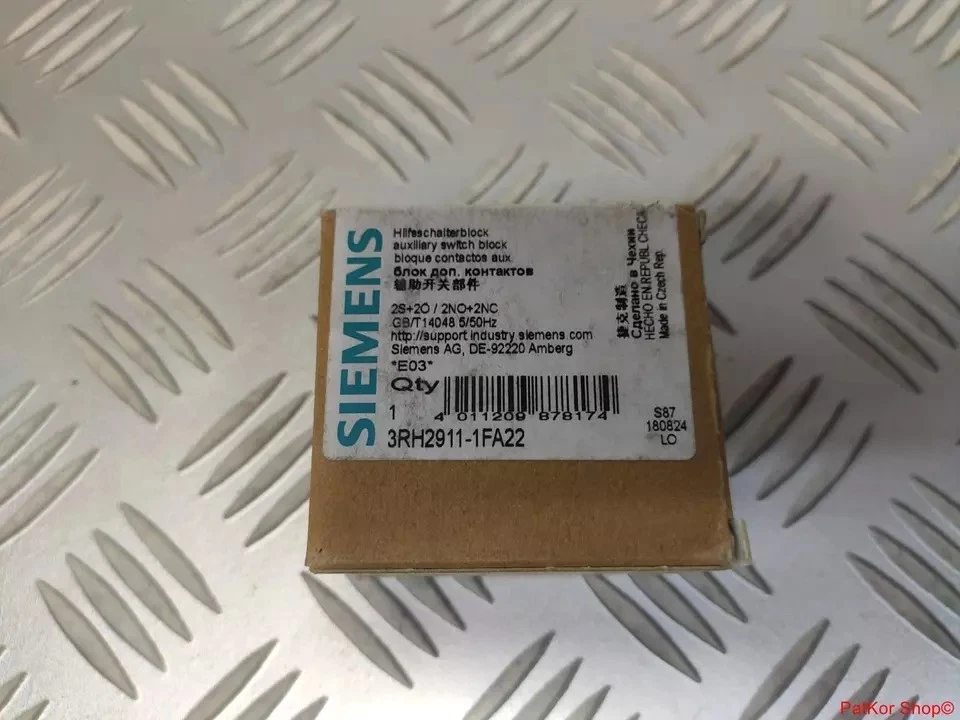 SIEMENS
Hilfsschalterblock
auxiliary switch block
bloque contactos aux.
блок доп. контактов
辅助开关部件
2S+2Ö / 2NO+2NC
GB/T14048.5/50Hz
http://support.industry.siemens.com
Siemens AG, DE-92220 Amberg
*E03*
Qty
1
4 011209 878174
3RH2911-1FA22
捷克制造
Сделано в Чехии
HECHO EN REPUBL CHECA
Made in Czech Rep.
S87
180824
LO
PatKor Shop©